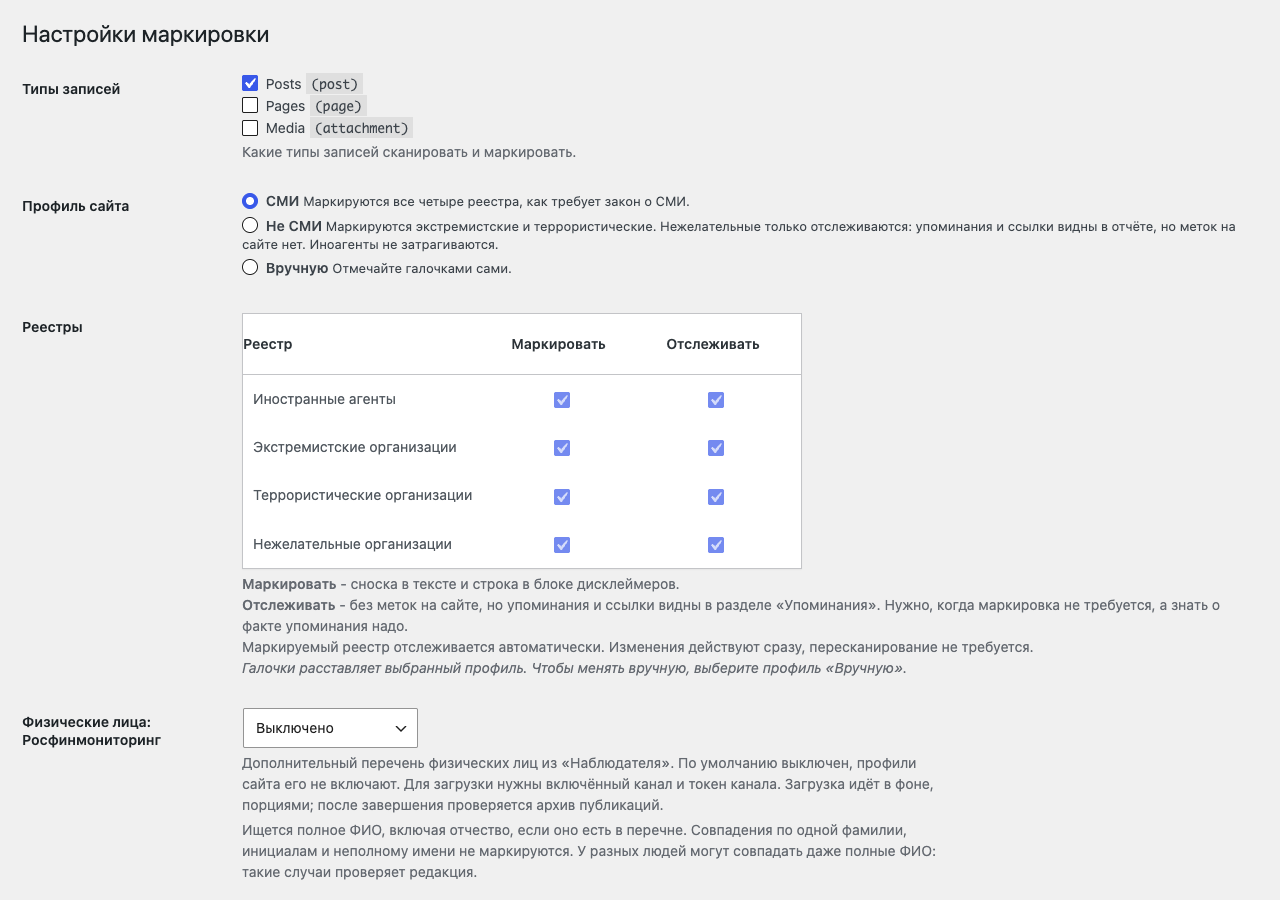 Настройки маркировки
Типы записей
Posts (post)
Pages (page)
Media (attachment)
Какие типы записей сканировать и маркировать.
Профиль сайта
СМИ Маркируются все четыре реестра, как требует закон о СМИ.
Не СМИ Маркируются экстремистские и террористические. Нежелательные только отслеживаются: упоминания и ссылки видны в отчёте, но меток на
сайте нет. Иноагенты не затрагиваются.
Вручную Отмечайте галочками сами.
Реестры
Реестр Маркировать Отслеживать
Иностранные агенты
Экстремистские организации
Террористические организации
Нежелательные организации
Маркировать - сноска в тексте и строка в блоке дисклеймеров.
Отслеживать - без меток на сайте, но упоминания и ссылки видны в разделе «Упоминания». Нужно, когда маркировка не требуется, а знать о
факте упоминания надо.
Маркируемый реестр отслеживается автоматически. Изменения действуют сразу, пересканирование не требуется.
Галочки расставляет выбранный профиль. Чтобы менять вручную, выберите профиль «Вручную».
Физические лица:
Росфинмониторинг
Выключено
Дополнительный перечень физических лиц из «Наблюдателя». По умолчанию выключен, профили
сайта его не включают. Для загрузки нужны включённый канал и токен канала. Загрузка идёт в фоне,
порциями; после завершения проверяется архив публикаций.
Ищется полное ФИО, включая отчество, если оно есть в перечне. Совпадения по одной фамилии,
инициалам и неполному имени не маркируются. У разных людей могут совпадать даже полные ФИО:
такие случаи проверяет редакция.